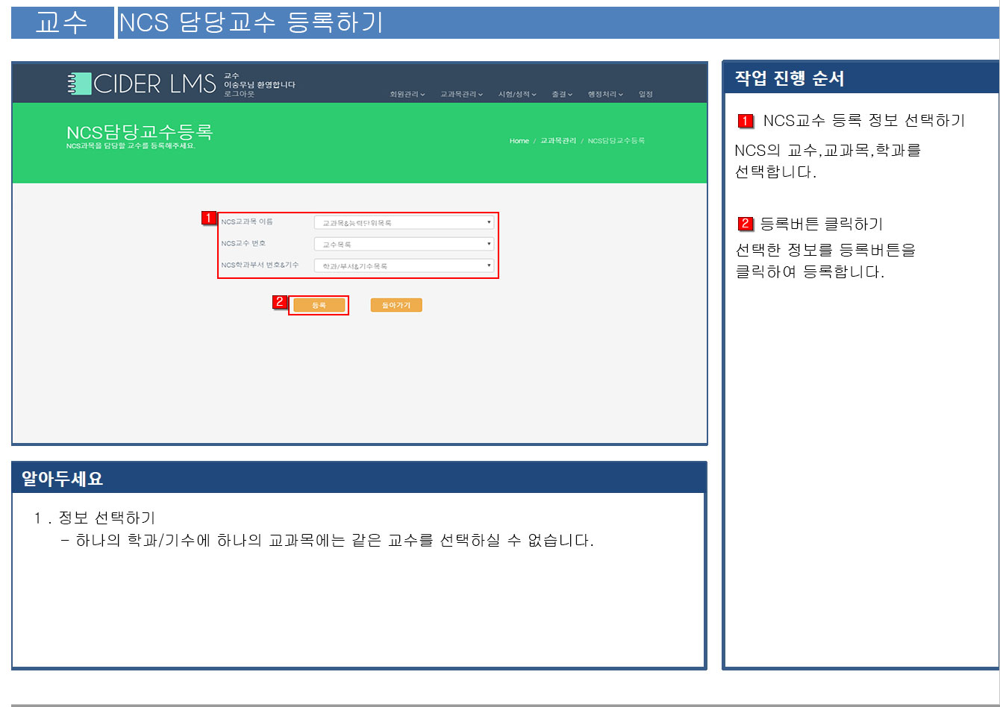 교수
NCS 담당교수 등록하기
CIDER LMS
교수
이승무님 환영합니다
로그아웃
회원관리 교과목관리 시험/성적 출결 행정처리 일정
NCS담당교수등록
NCS과목을 담당할 교수를 등록해주세요.
Home / 교과목관리 / NCS담당교수등록
1
NCS교과목 이름 교과목&능력단위목록
NCS교수 번호 교수목록
NCS학과부서 번호&기수 학과/부서&기수목록
2 등록 돌아가기
작업 진행 순서
1 NCS교수 등록 정보 선택하기
NCS의 교수,교과목,학과를
선택합니다.
2 등록버튼 클릭하기
선택한 정보를 등록버튼을
클릭하여 등록합니다.
알아두세요
1 . 정보 선택하기
– 하나의 학과/기수에 하나의 교과목에는 같은 교수를 선택하실 수 없습니다.